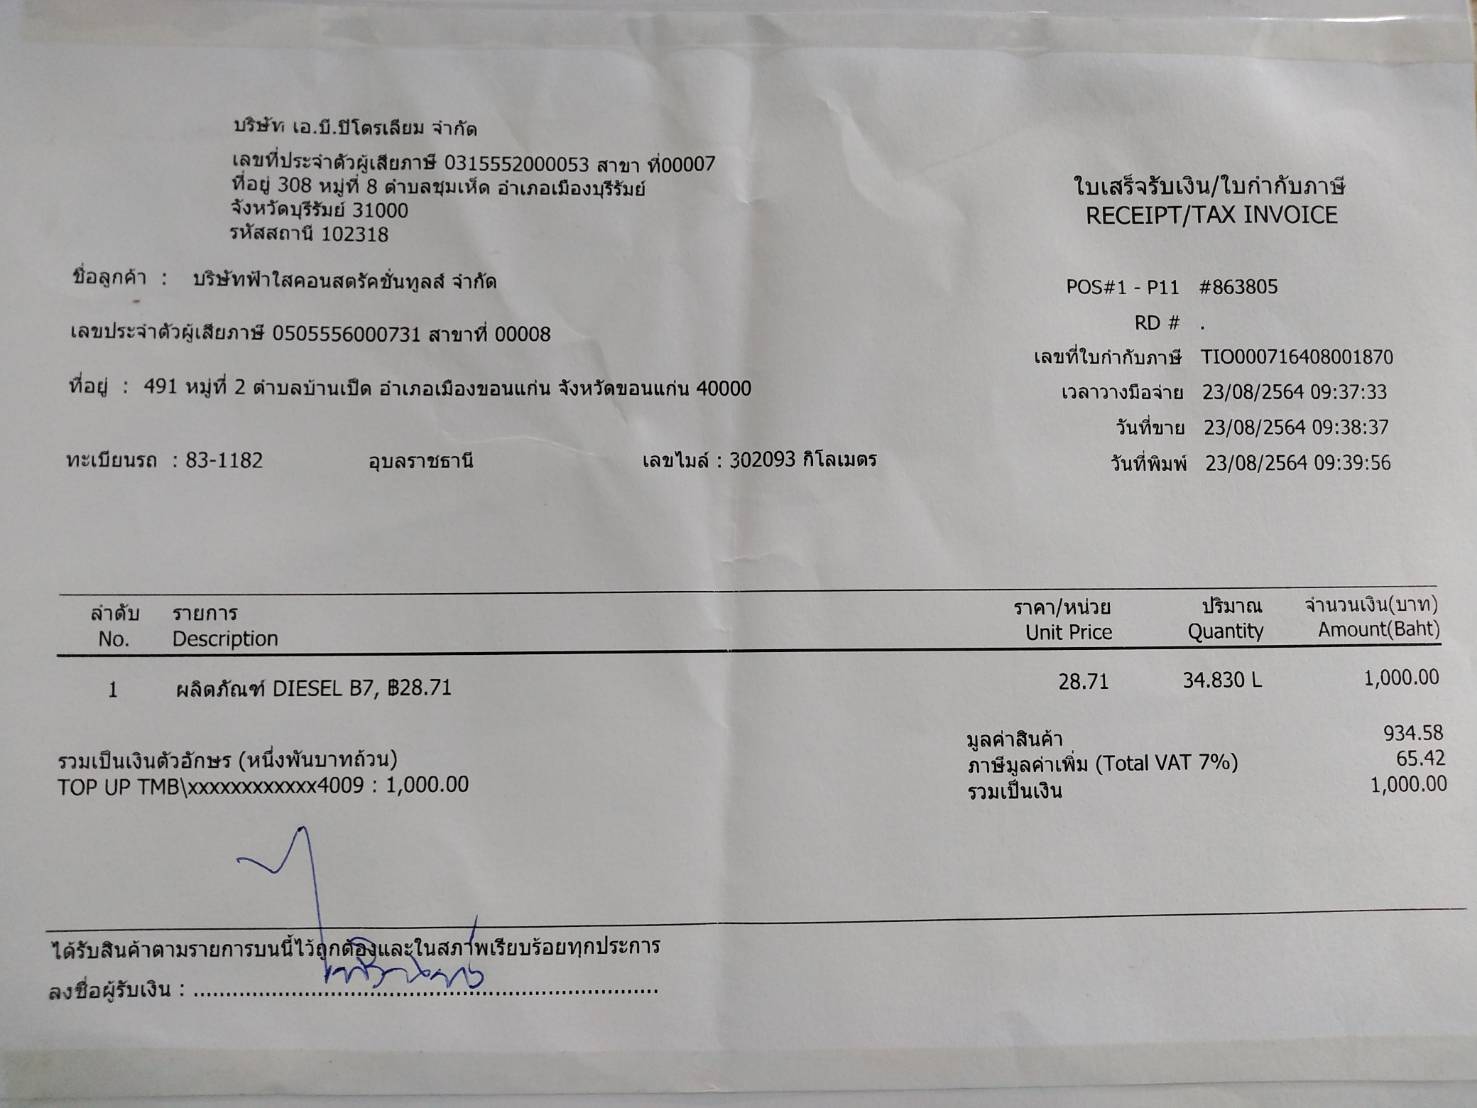 บริษัท เอ.บี.ปิโตรเลียม จำกัด
เลขที่ประจำตัวผู้เสียภาษี 0315552000053 สาขา ที่00007
ที่อยู่ 308 หมู่ที่ 8 ตำบลชุมเห็ด อำเภอเมืองบุรีรัมย์
จังหวัดบุรีรัมย์ 31000
รหัสสถานี 102318
ใบเสร็จรับเงิน/ใบกำกับภาษี
RECEIPT/TAX INVOICE
ชื่อลูกค้า : บริษัทฟ้าใสคอนสตรัคชั่นทูลส์ จำกัด
เลขประจำตัวผู้เสียภาษี 0505556000731 สาขาที่ 00008
ที่อยู่ : 491 หมู่ที่ 2 ตำบลบ้านเป็ด อำเภอเมืองขอนแก่น จังหวัดขอนแก่น 40000
ทะเบียนรถ : 83-1182 อุบลราชธานี เลขไมล์ : 302093 กิโลเมตร
POS#1 - P11 #863805
RD # .
เลขที่ใบกำกับภาษี TIO000716408001870
เวลาวางมือจ่าย 23/08/2564 09:37:33
วันที่ขาย 23/08/2564 09:38:37
วันที่พิมพ์ 23/08/2564 09:39:56
ลำดับ รายการ ราคา/หน่วย ปริมาณ จำนวนเงิน(บาท)
No. Description Unit Price Quantity Amount(Baht)
1 ผลิตภัณฑ์ DIESEL B7, ฿28.71 28.71 34.830 L 1,000.00
มูลค่าสินค้า 934.58
ภาษีมูลค่าเพิ่ม (Total VAT 7%) 65.42
รวมเป็นเงิน 1,000.00
รวมเป็นเงินตัวอักษร (หนึ่งพันบาทถ้วน)
TOP UP TMB\xxxxxxxxxxxx4009 : 1,000.00
ได้รับสินค้าตามรายการบนนี้ไว้ถูกต้องและในสภาพเรียบร้อยทุกประการ
ลงชื่อผู้รับเงิน : ........................................................................